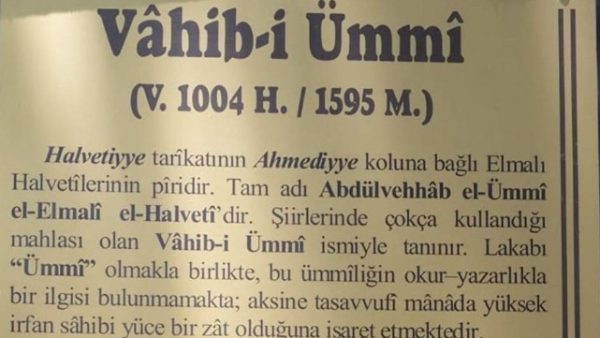 Vâhib-i Ümmî
(V. 1004 H. / 1595 M.)
Halvetiyye tarîkatının Ahmediyye koluna bağlı Elmalı
Halvetîlerinin pîridir. Tam adı Abdülvehhâb el-Ümmî
el-Elmalî el-Halvetî'dir. Şiirlerinde çokça kullandığı
mahlası olan Vâhib-i Ümmî ismiyle tanınır. Lakabı
“Ümmî” olmakla birlikte, bu ümmîliğin okur–yazarlıkla
bir ilgisi bulunmamakta; aksine tasavvufî mânâda yüksek
irfan sâhibi yüce bir zât olduğuna işaret etmektedir.